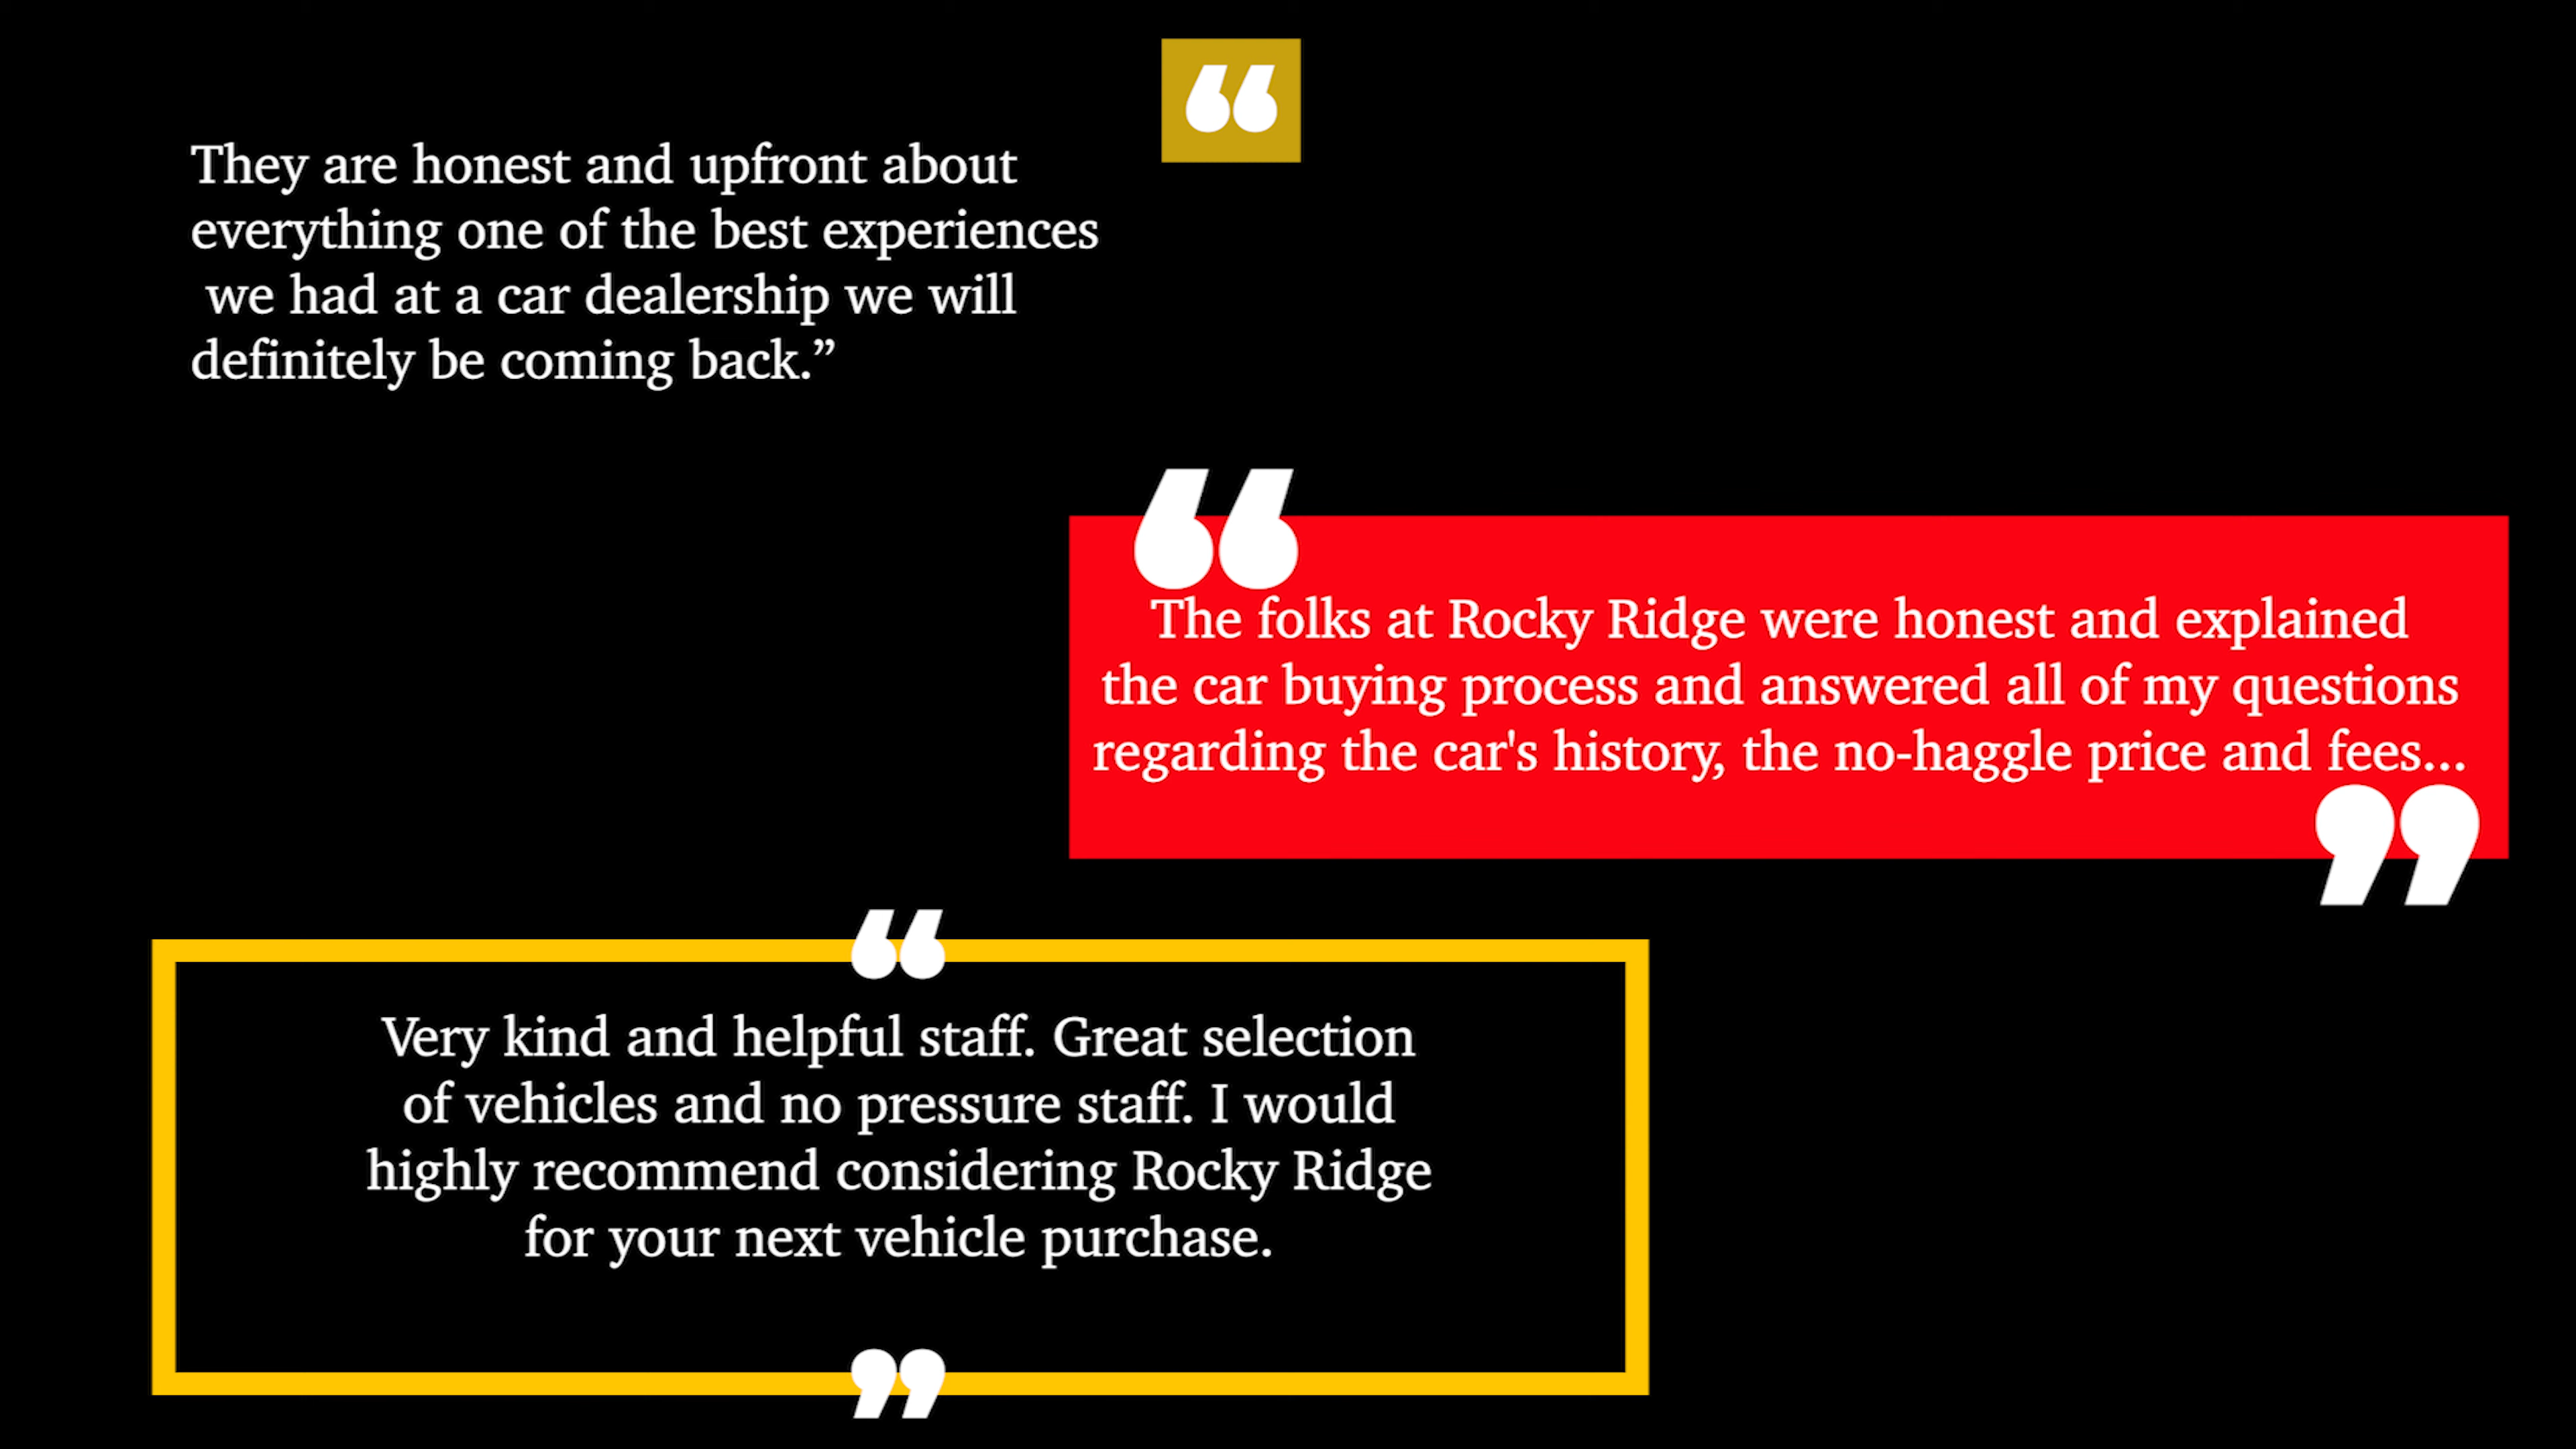 “
They are honest and upfront about
everything one of the best experiences
we had at a car dealership we will
definitely be coming back.”
“
The folks at Rocky Ridge were honest and explained
the car buying process and answered all of my questions
regarding the car's history, the no-haggle price and fees...
”
“
Very kind and helpful staff. Great selection
of vehicles and no pressure staff. I would
highly recommend considering Rocky Ridge
for your next vehicle purchase.
”